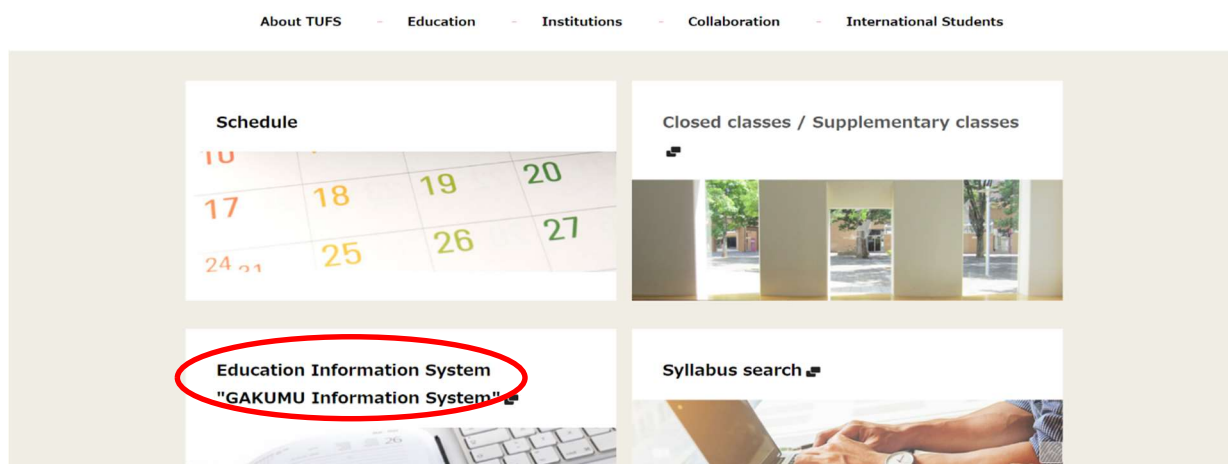 About TUFS - Education - Institutions - Collaboration - International Students
Schedule
17 18 19 20
24 25 26 27
31
Closed classes / Supplementary classes
Education Information System
"GAKUMU Information System"
26
Syllabus search